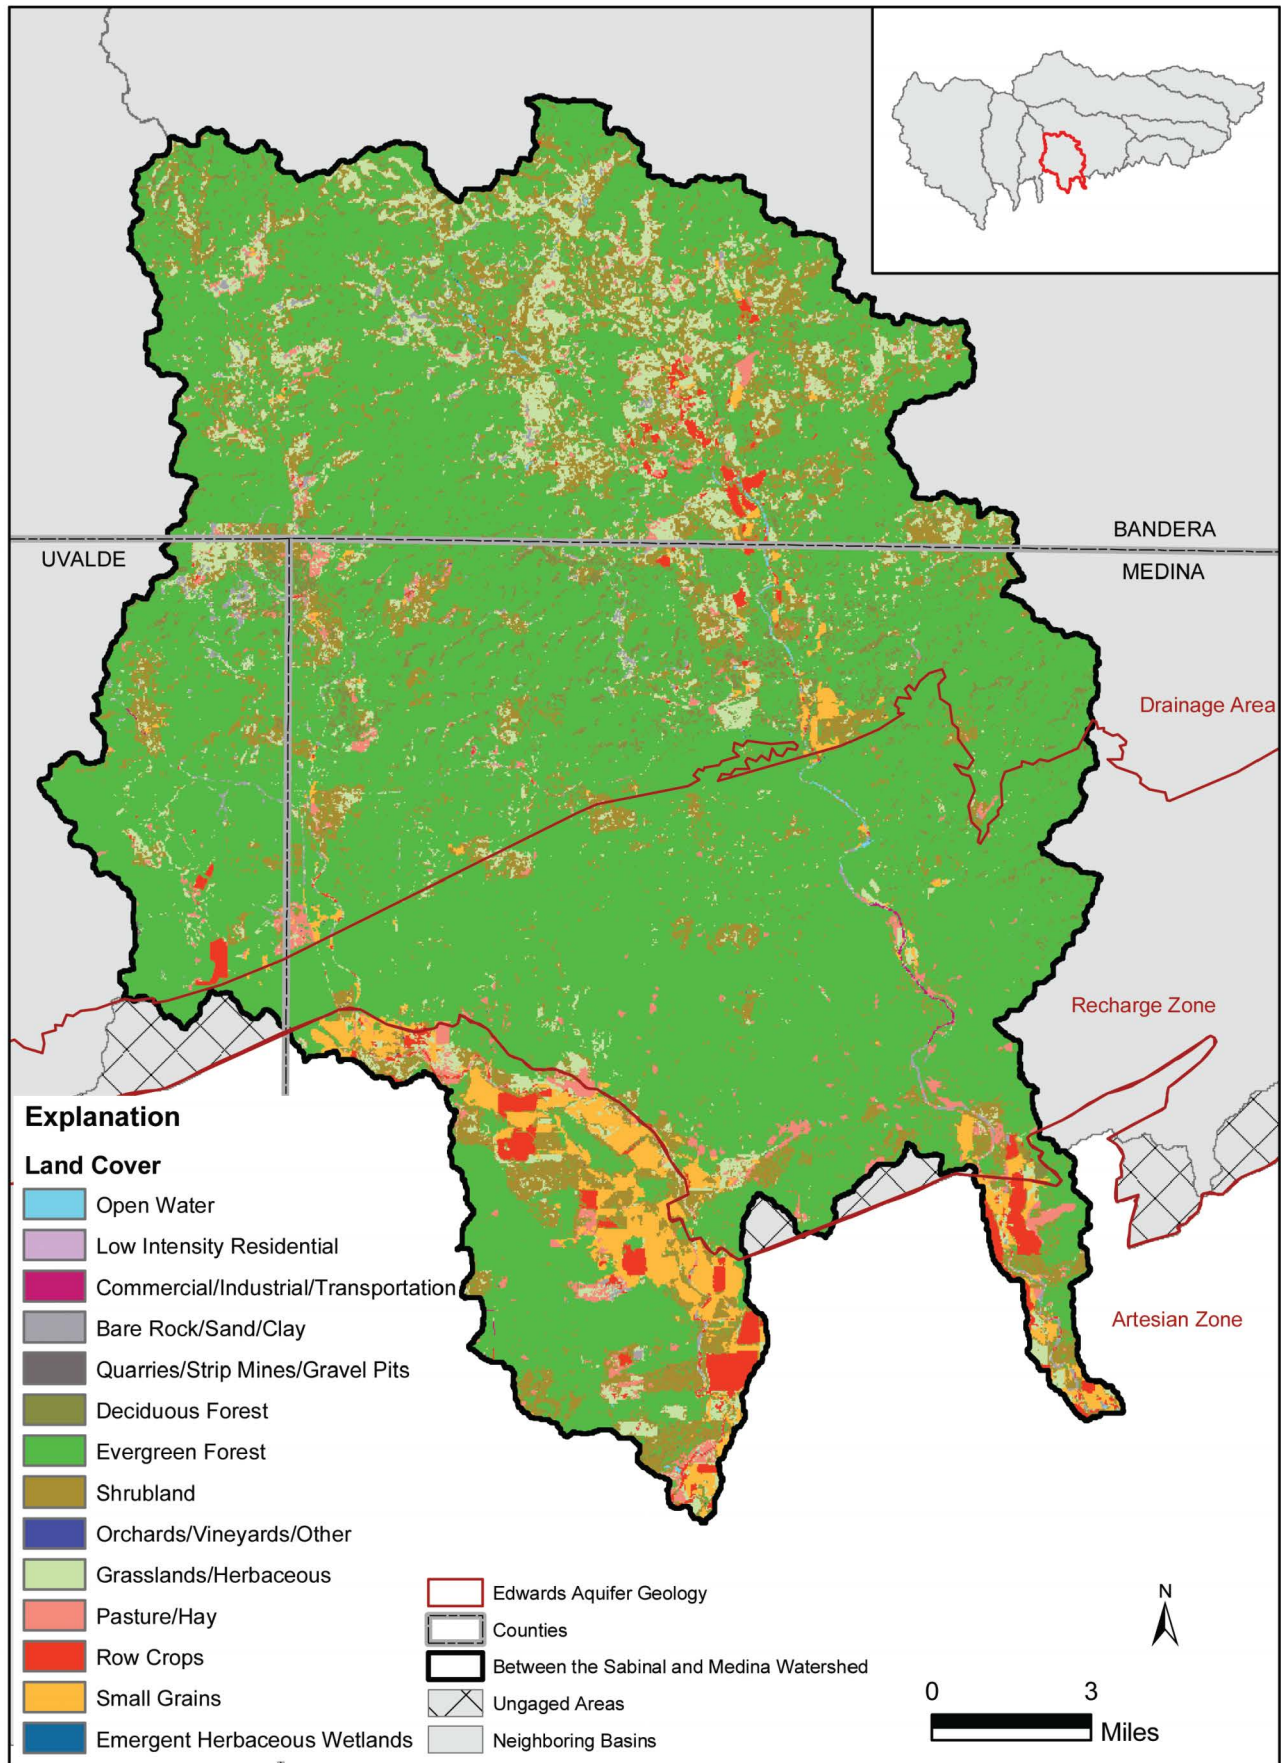 BANDERA
UVALDE
MEDINA
Drainage Area
Recharge Zone
Artesian Zone
Explanation
Land Cover
Open Water
Low Intensity Residential
Commercial/Industrial/Transportation
Bare Rock/Sand/Clay
Quarries/Strip Mines/Gravel Pits
Deciduous Forest
Evergreen Forest
Shrubland
Orchards/Vineyards/Other
Grasslands/Herbaceous
Pasture/Hay
Row Crops
Small Grains
Emergent Herbaceous Wetlands
Edwards Aquifer Geology
Counties
Between the Sabinal and Medina Watershed
Ungaged Areas
Neighboring Basins
N
0 3
Miles